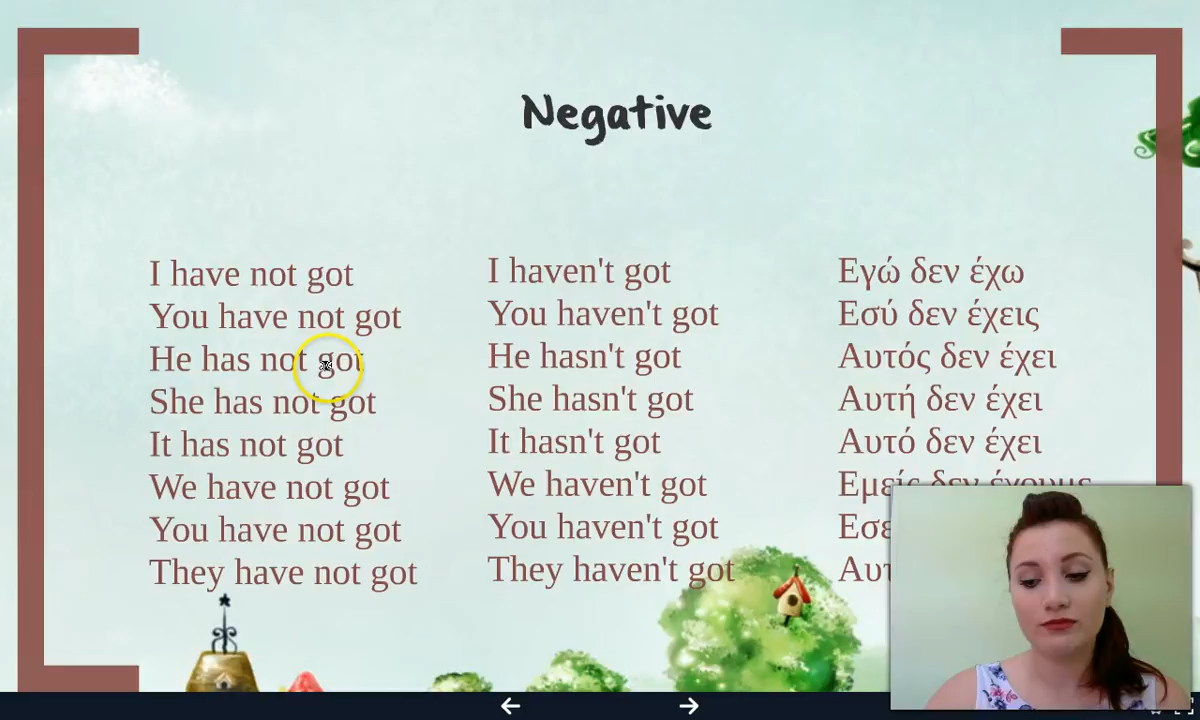 Negative
I have not got
You have not got
He has not got
She has not got
It has not got
We have not got
You have not got
They have not got
I haven't got
You haven't got
He hasn't got
She hasn't got
It hasn't got
We haven't got
You haven't got
They haven't got
Εγώ δεν έχω
Εσύ δεν έχεις
Αυτός δεν έχει
Αυτή δεν έχει
Αυτό δεν έχει
Εμείς δεν έχουμε